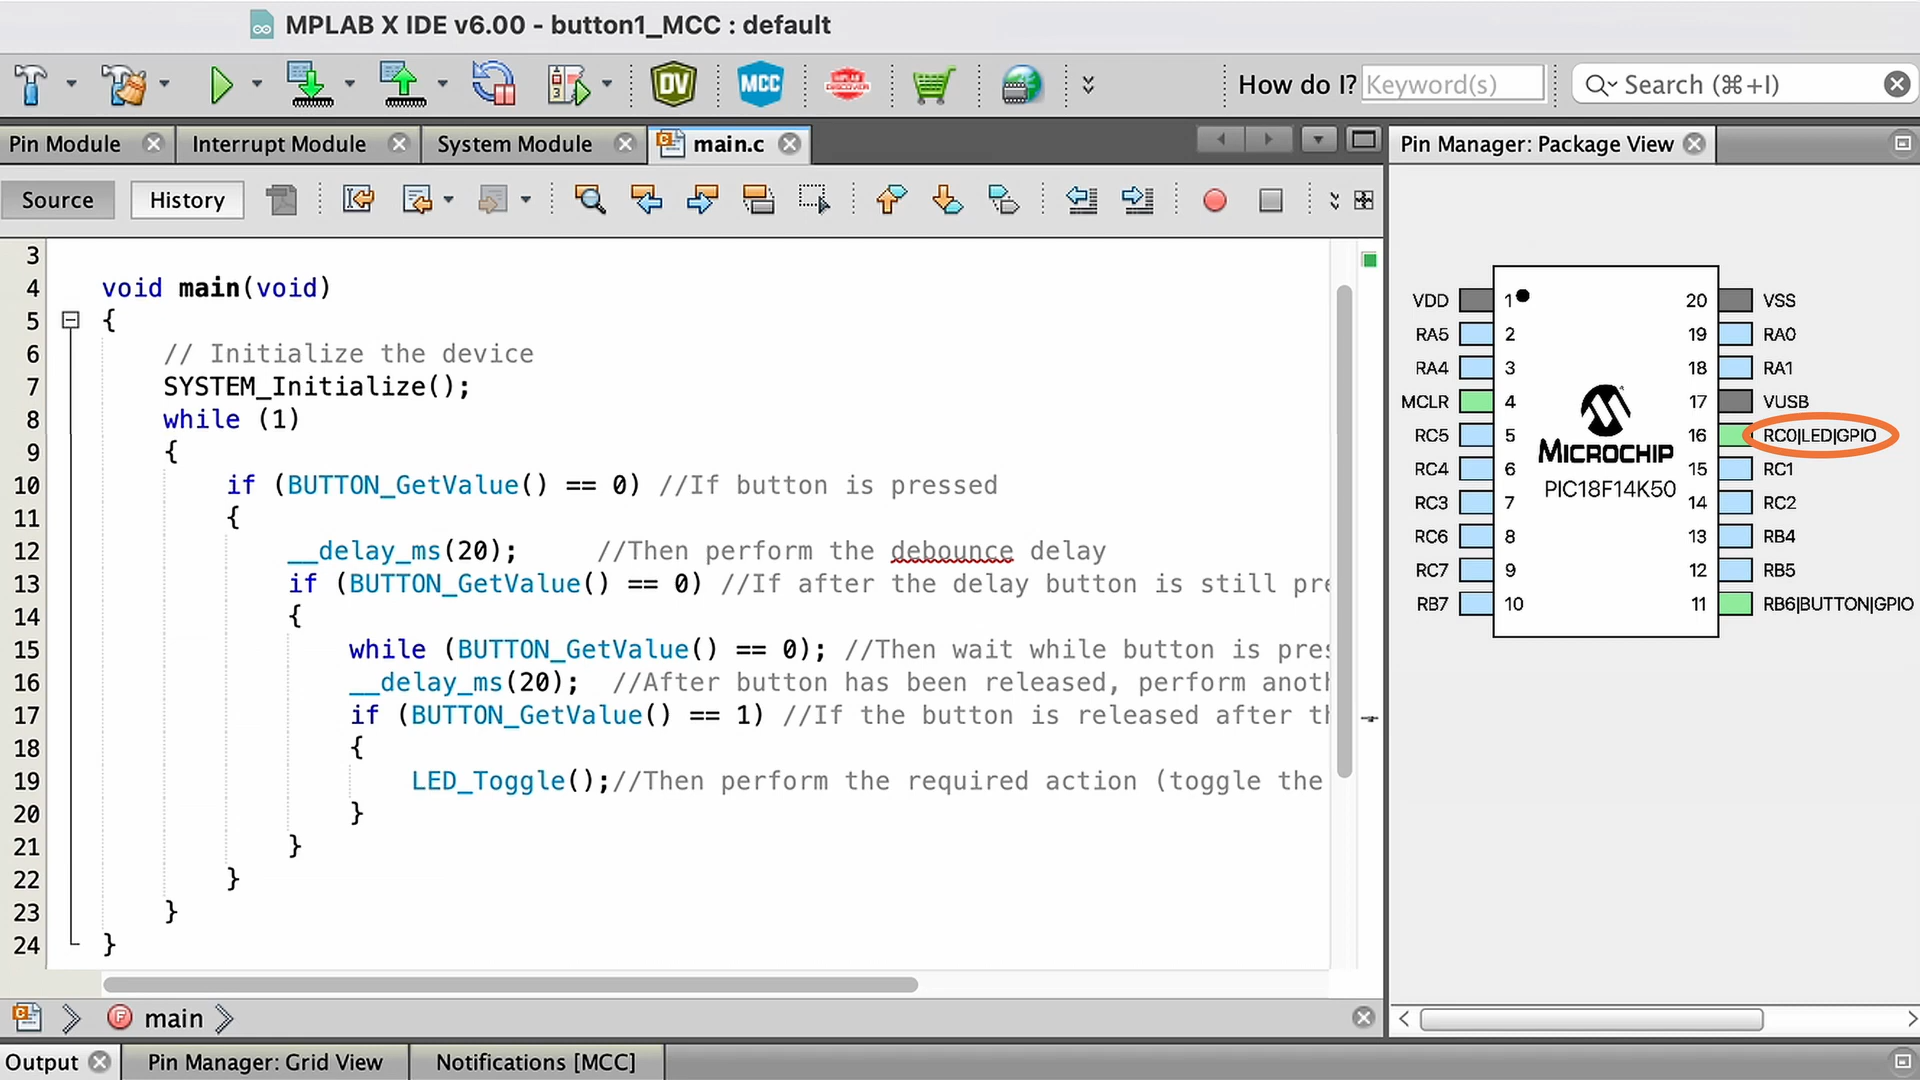 MPLAB X IDE v6.00 - button1_MCC : default
DV
MCC
MPLAB
DISCOVER
How do I? Keyword(s)
Search (⌘+I)
Pin Module
Interrupt Module
System Module
main.c
Pin Manager: Package View
Source
History
3
4 void main(void)
5 {
6 // Initialize the device
7 SYSTEM_Initialize();
8 while (1)
9 {
10 if (BUTTON_GetValue() == 0) //If button is pressed
11 {
12 __delay_ms(20); //Then perform the debounce delay
13 if (BUTTON_GetValue() == 0) //If after the delay button is still pre
14 {
15 while (BUTTON_GetValue() == 0); //Then wait while button is pres
16 __delay_ms(20); //After button has been released, perform anot
17 if (BUTTON_GetValue() == 1) //If the button is released after t
18 {
19 LED_Toggle();//Then perform the required action (toggle the
20 }
21 }
22 }
23 }
24 }
VDD 1 20 VSS
RA5 2 19 RA0
RA4 3 18 RA1
MCLR 4 17 VUSB
RC5 5 16 RC0|LED|GPIO
RC4 6 15 RC1
RC3 7 14 RC2
RC6 8 13 RB4
RC7 9 12 RB5
RB7 10 11 RB6|BUTTON|GPIO
MICROCHIP
PIC18F14K50
main
Output
Pin Manager: Grid View
Notifications [MCC]